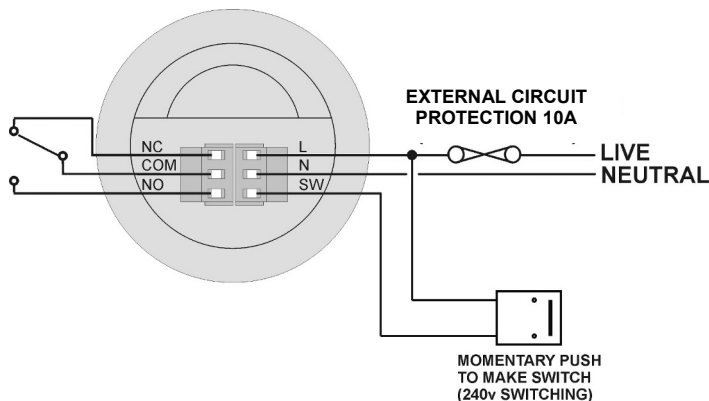 EXTERNAL CIRCUIT
PROTECTION 10A
NC
L
LIVE
COM
N
NEUTRAL
NO
SW
MOMENTARY PUSH
TO MAKE SWITCH
(240v SWITCHING)